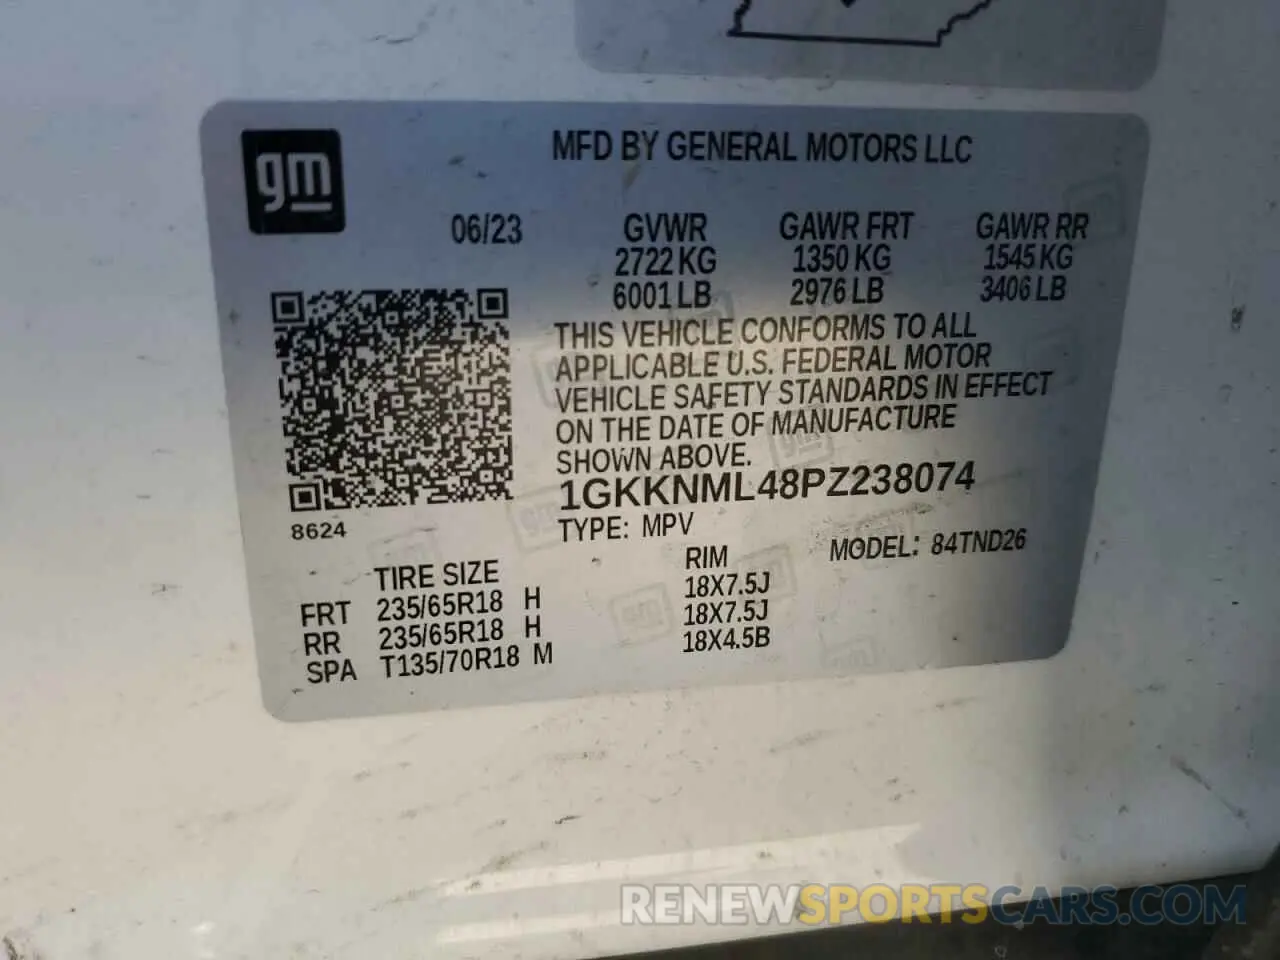 gm
MFD BY GENERAL MOTORS LLC
06/23 GVWR GAWR FRT GAWR RR
2722 KG 1350 KG 1545 KG
6001 LB 2976 LB 3406 LB
THIS VEHICLE CONFORMS TO ALL
APPLICABLE U.S. FEDERAL MOTOR
VEHICLE SAFETY STANDARDS IN EFFECT
ON THE DATE OF MANUFACTURE
SHOWN ABOVE.
1GKKNML48PZ238074
8624
TYPE: MPV MODEL: 84TND26
TIRE SIZE RIM
FRT 235/65R18 H 18X7.5J
RR 235/65R18 H 18X7.5J
SPA T135/70R18 M 18X4.5B
RENEWSPORTSCARS.COM